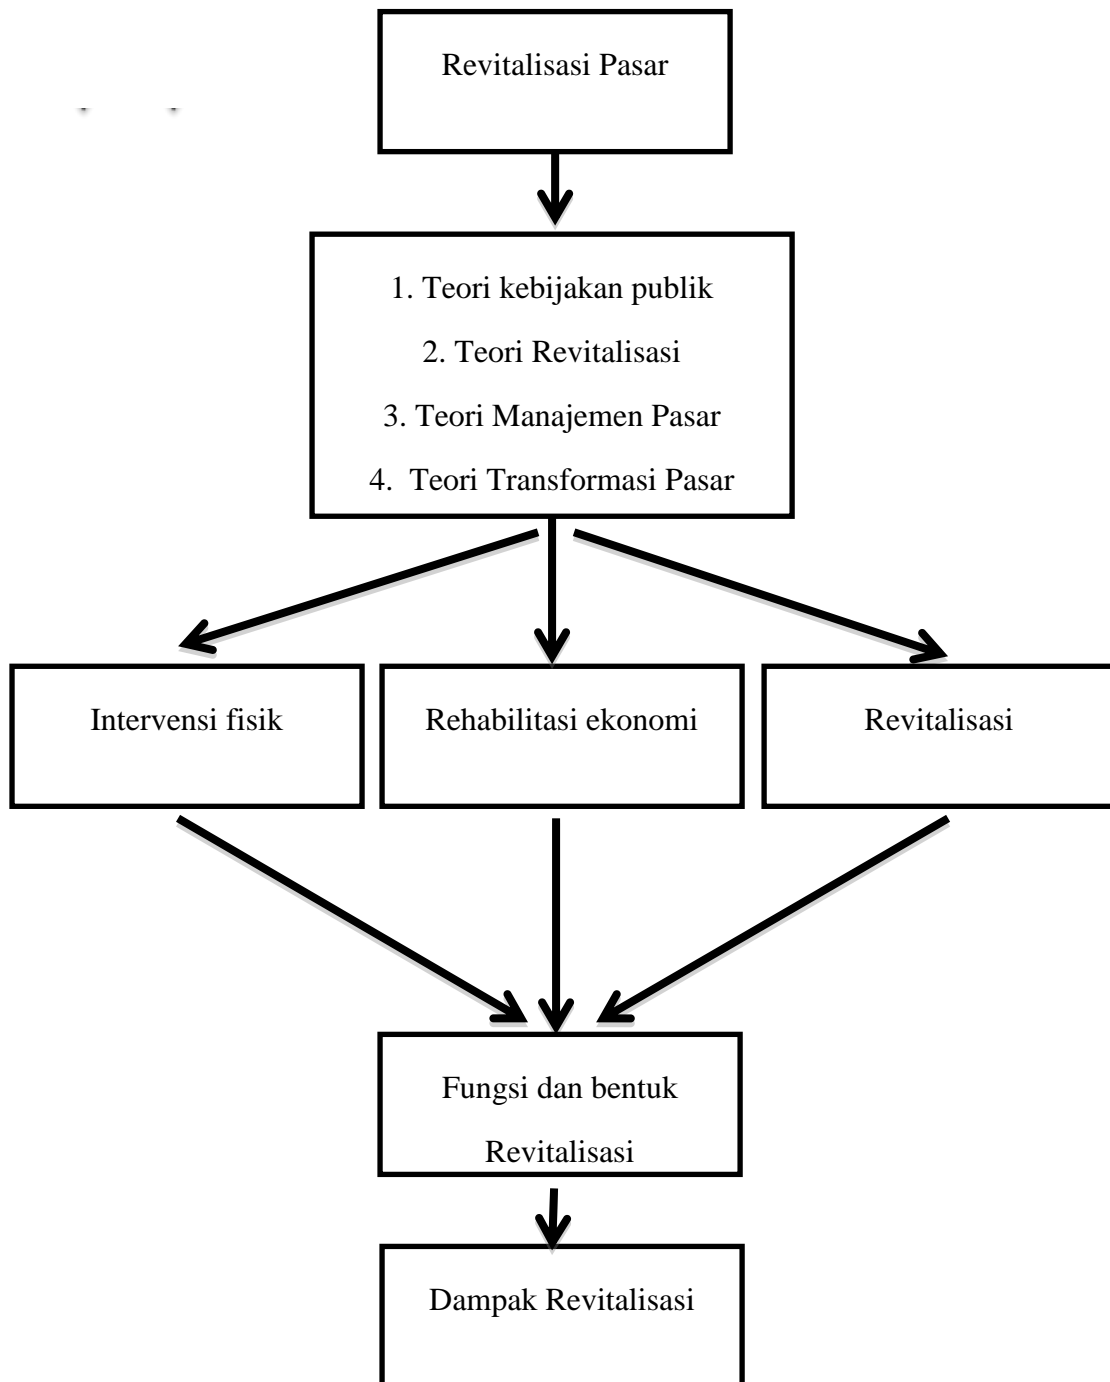 Revitalisasi Pasar
1. Teori kebijakan publik
2. Teori Revitalisasi
3. Teori Manajemen Pasar
4. Teori Transformasi Pasar
Intervensi fisik
Rehabilitasi ekonomi
Revitalisasi
Fungsi dan bentuk
Revitalisasi
Dampak Revitalisasi